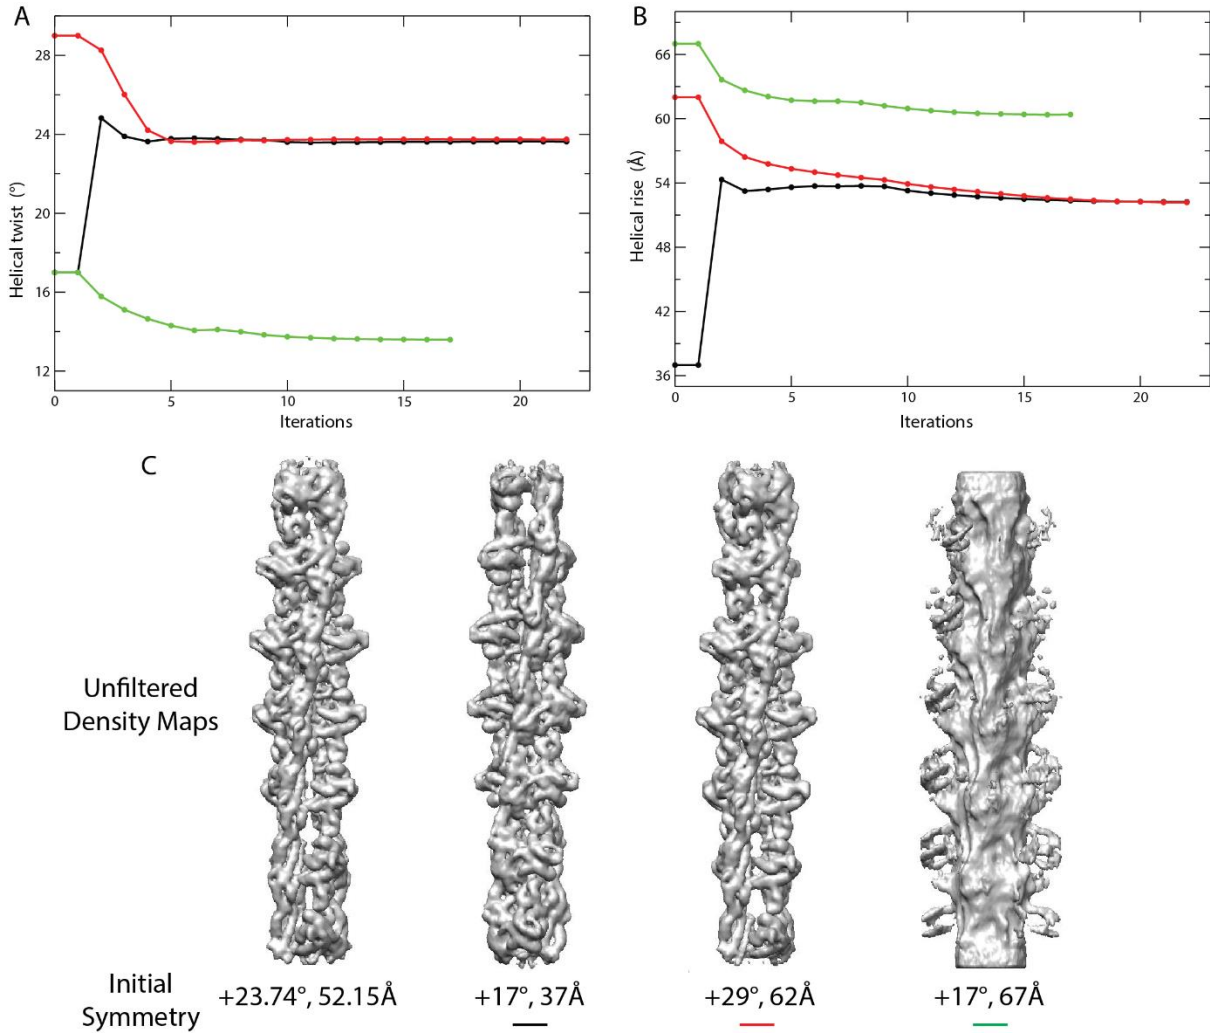 A
Helical twist (°)
28
24
20
16
12
0
5
10
15
20
Iterations
B
Helical rise (Å)
66
60
54
48
42
36
0
5
10
15
20
Iterations
C
Unfiltered
Density Maps
Initial
Symmetry
+23.74°, 52.15Å
+17°, 37Å
+29°, 62Å
+17°, 67Å